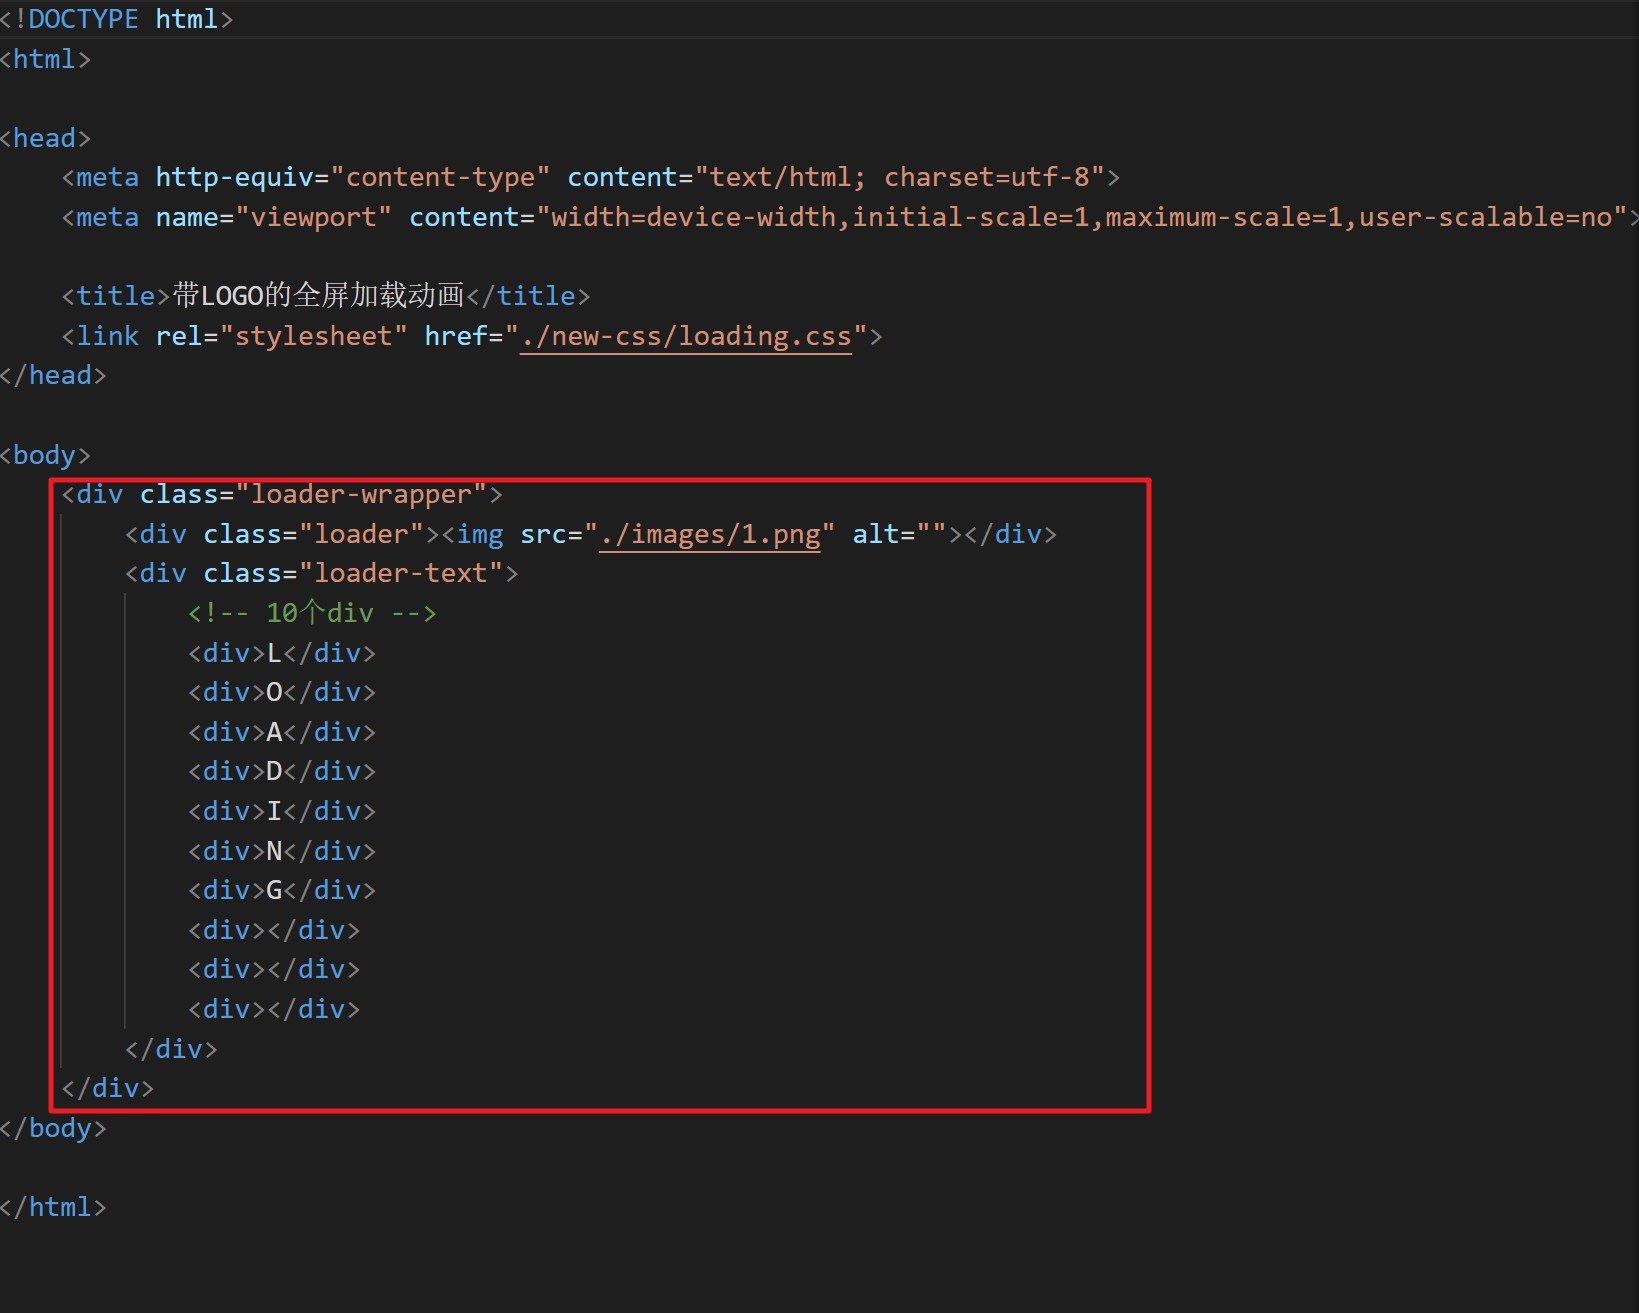 <!DOCTYPE html>
<html>
<head>
<meta http-equiv="content-type" content="text/html; charset=utf-8">
<meta name="viewport" content="width=device-width,initial-scale=1,maximum-scale=1,user-scalable=no">
<title>带LOGO的全屏加载动画</title>
<link rel="stylesheet" href="./new-css/loading.css">
</head>
<body>
<div class="loader-wrapper">
<div class="loader"><img src="./images/1.png" alt=""></div>
<div class="loader-text">
<!-- 10个div -->
<div>L</div>
<div>O</div>
<div>A</div>
<div>D</div>
<div>I</div>
<div>N</div>
<div>G</div>
<div></div>
<div></div>
<div></div>
</div>
</div>
</body>
</html>